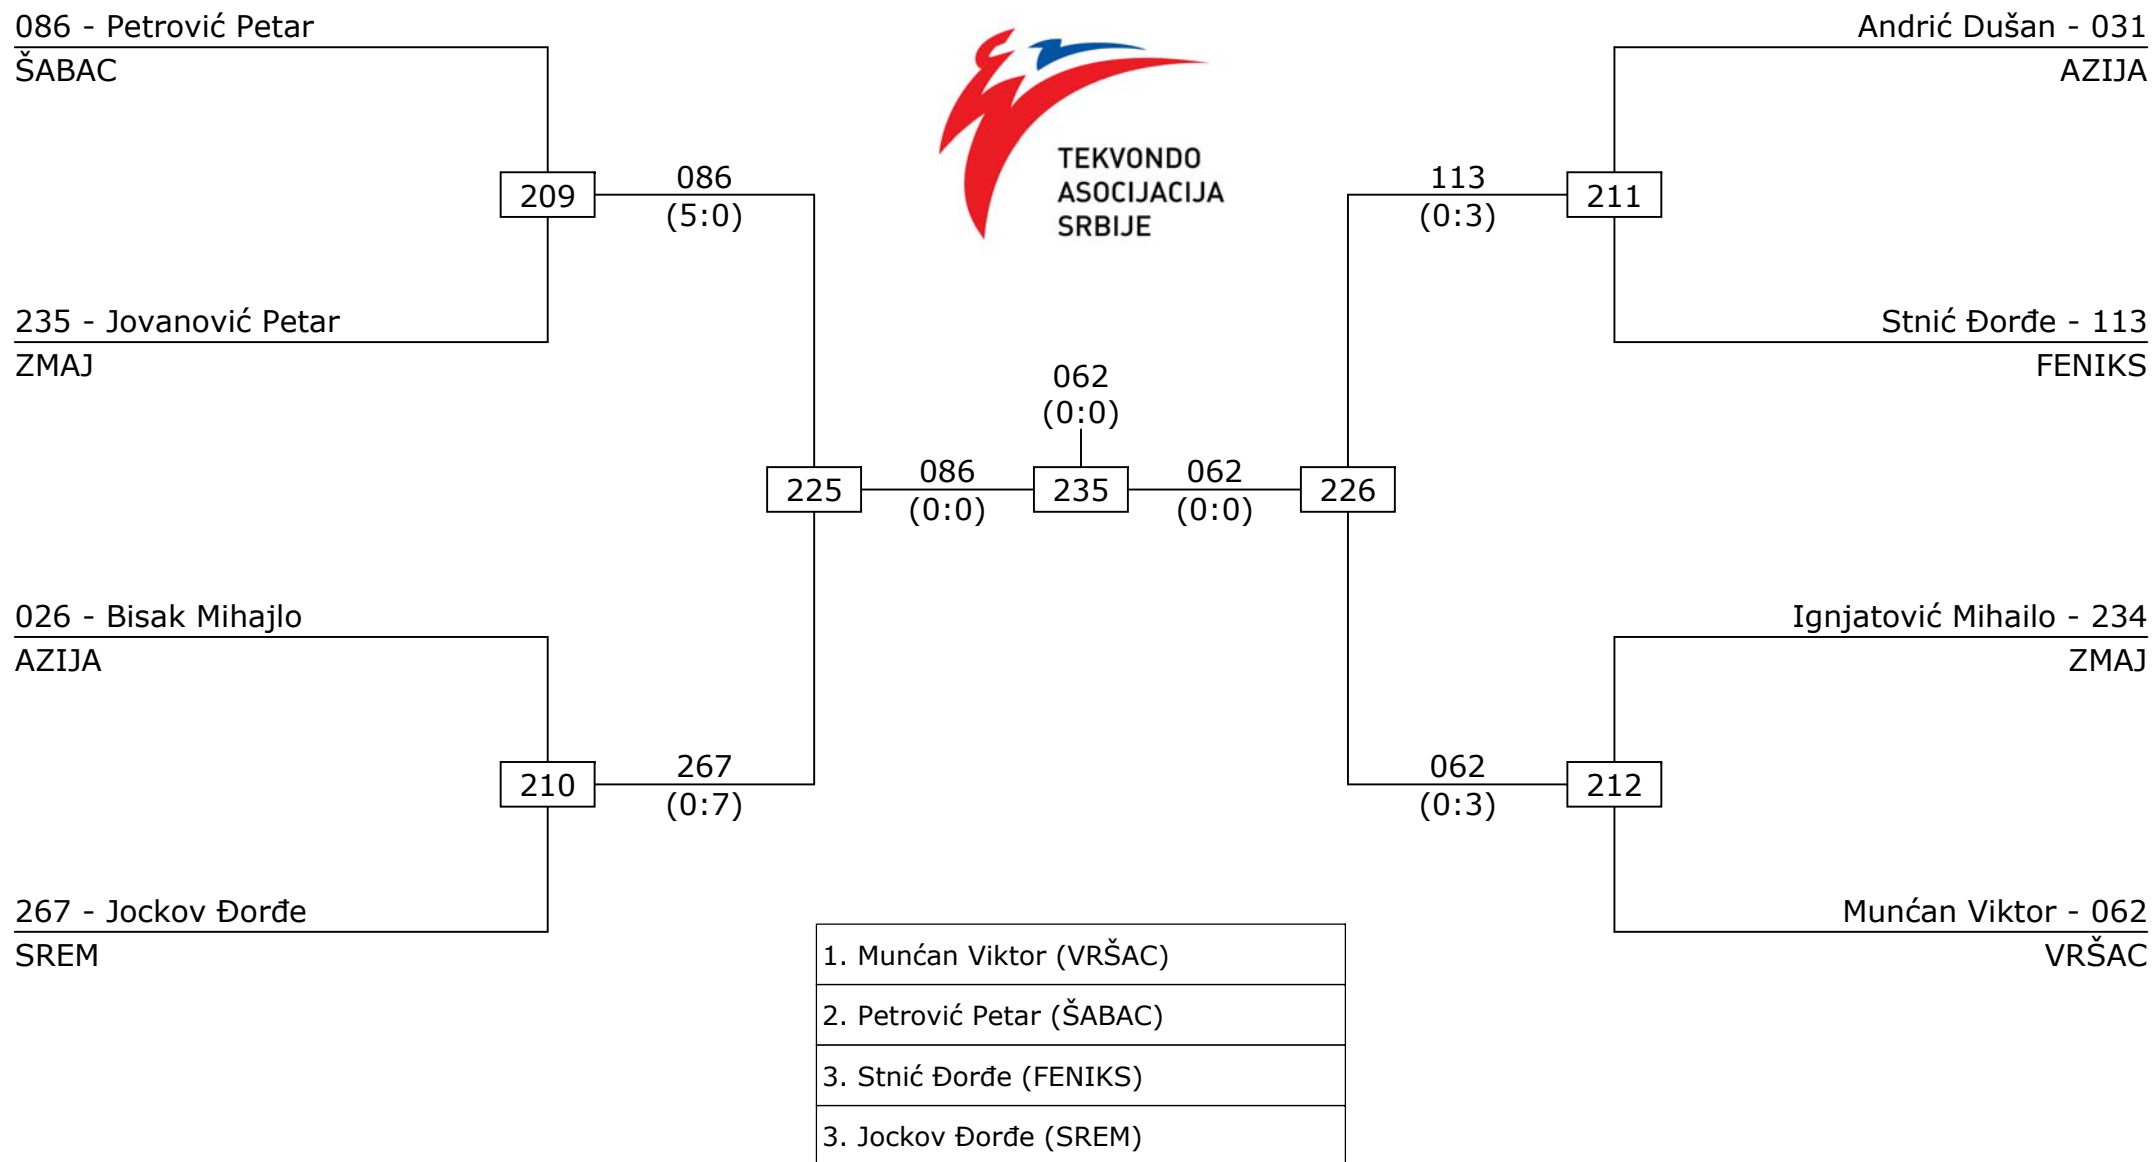 086 - Petrović Petar
ŠABAC
Andrić Dušan - 031
AZIJA
TEKVONDO
ASOCIJACIJA
SRBIJE
209
086
(5:0)
113
(0:3)
211
235 - Jovanović Petar
ZMAJ
Stnić Đorđe - 113
FENIKS
062
(0:0)
225
086
(0:0)
235
062
(0:0)
226
026 - Bisak Mihajlo
AZIJA
Ignjatović Mihailo - 234
ZMAJ
210
267
(0:7)
062
(0:3)
212
267 - Jockov Đorđe
SREM
Munćan Viktor - 062
VRŠAC
1. Munćan Viktor (VRŠAC)
2. Petrović Petar (ŠABAC)
3. Stnić Đorđe (FENIKS)
3. Jockov Đorđe (SREM)